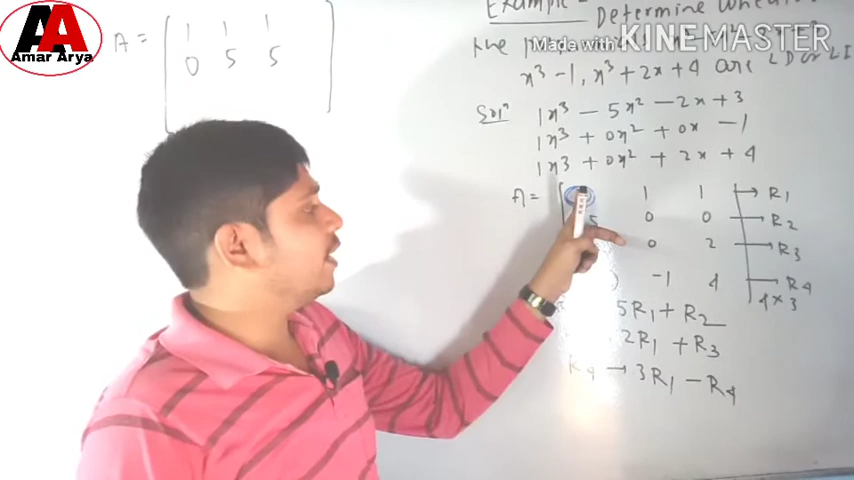 AA
Amar Arya
Made with KINEMASTER
A = 1 1 1
0 5 5
Example - Determine
the
x³ - 1, x³ + 2x + 4 are LD or LI
Solⁿ 1x³ - 5x² - 2x + 3
1x³ + 0x² + 0x - 1
1x³ + 0x² + 2x + 4
A = 1 1 → R1
5 0 0 → R2
0 2 → R3
-1 4 → R4
4×3
5R1 + R2
2R1 + R3
R4 → 3R1 - R4